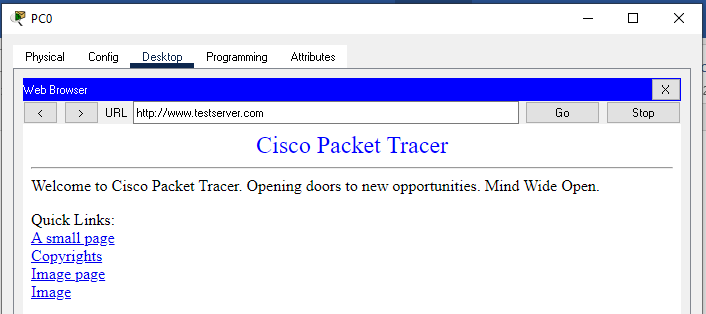 PC0
Physical Config Desktop Programming Attributes
Web Browser X
< > URL http://www.testserver.com Go Stop
Cisco Packet Tracer
Welcome to Cisco Packet Tracer. Opening doors to new opportunities. Mind Wide Open.
Quick Links:
A small page
Copyrights
Image page
Image